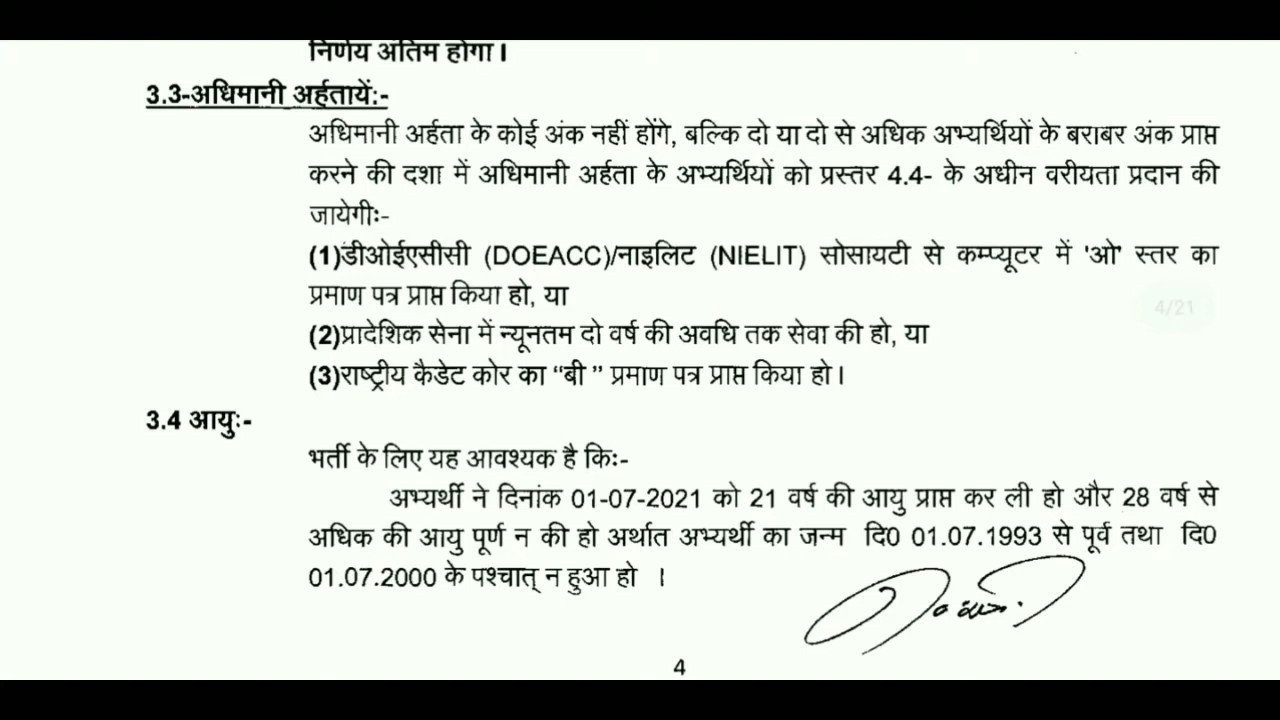 निर्णय अंतिम होगा।
3.3-अधिमानी अर्हतायें:-
अधिमानी अर्हता के कोई अंक नहीं होंगे, बल्कि दो या दो से अधिक अभ्यर्थियों के बराबर अंक प्राप्त
करने की दशा में अधिमानी अर्हता के अभ्यर्थियों को प्रस्तर 4.4- के अधीन वरीयता प्रदान की
जायेगीः-
(1)डीओईएसीसी (DOEACC)/नाइलिट (NIELIT) सोसायटी से कम्प्यूटर में 'ओ' स्तर का
प्रमाण पत्र प्राप्त किया हो, या
4/21
(2)प्रादेशिक सेना में न्यूनतम दो वर्ष की अवधि तक सेवा की हो, या
(3)राष्ट्रीय कैडेट कोर का “बी ” प्रमाण पत्र प्राप्त किया हो।
3.4 आयुः-
भर्ती के लिए यह आवश्यक है किः-
अभ्यर्थी ने दिनांक 01-07-2021 को 21 वर्ष की आयु प्राप्त कर ली हो और 28 वर्ष से
अधिक की आयु पूर्ण न की हो अर्थात अभ्यर्थी का जन्म दि0 01.07.1993 से पूर्व तथा दि0
01.07.2000 के पश्चात् न हुआ हो ।
4